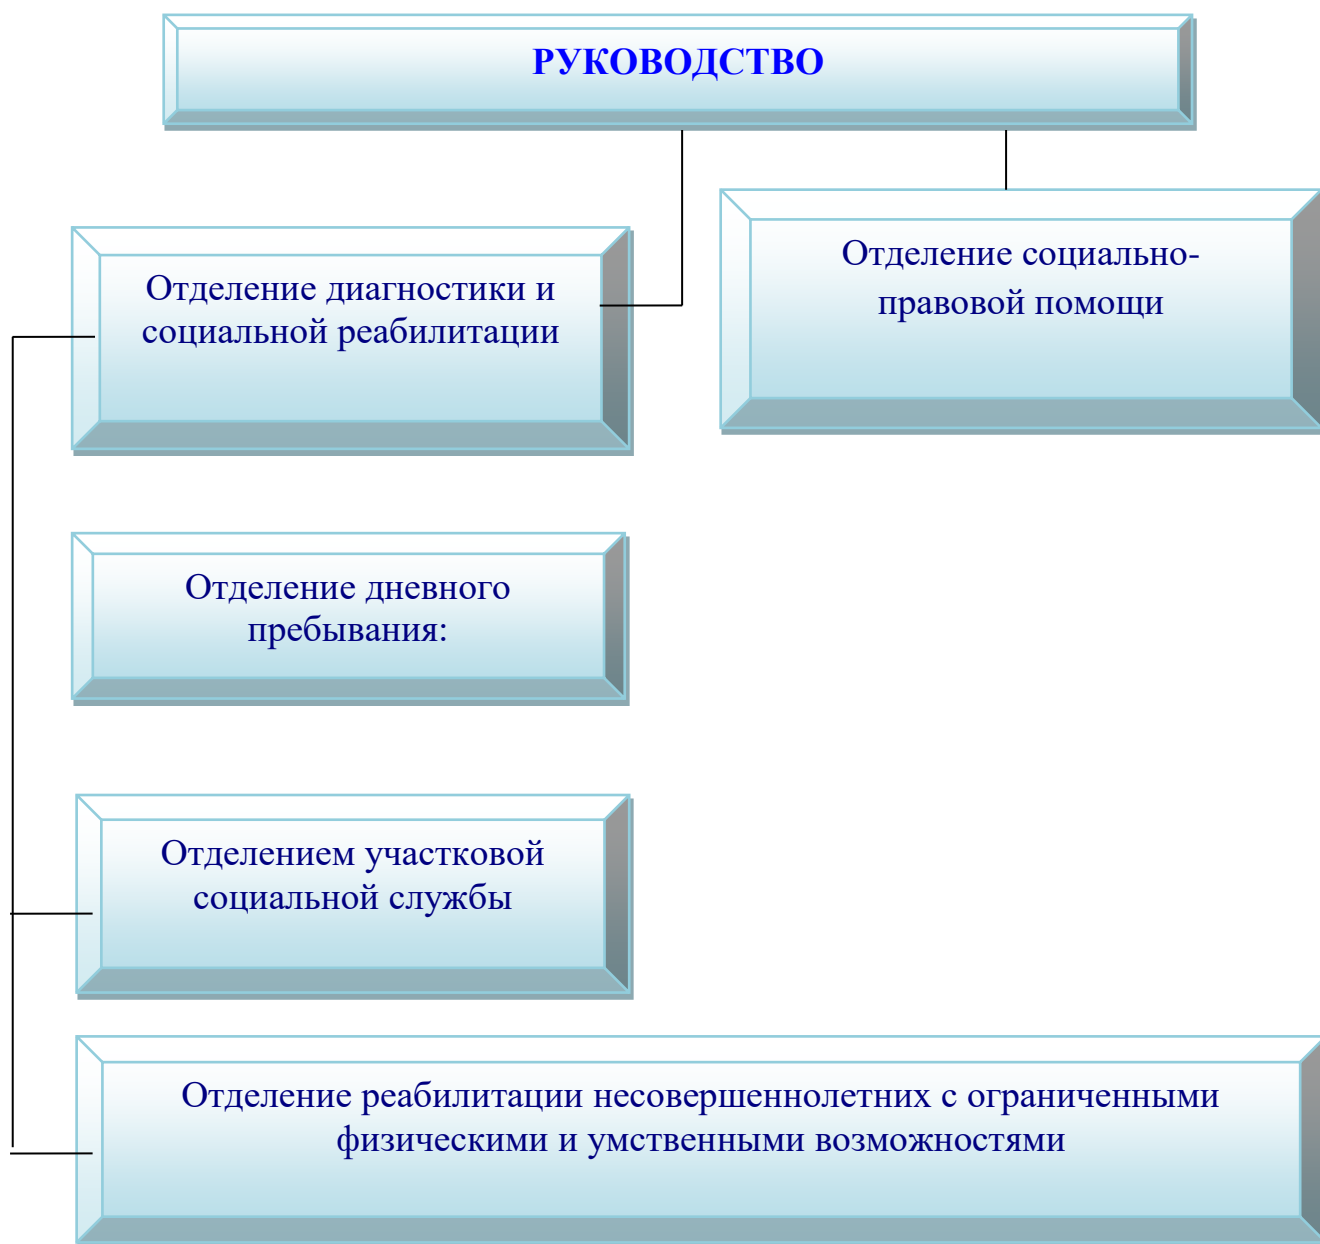 РУКОВОДСТВО
Отделение социально-
правовой помощи
Отделение диагностики и
социальной реабилитации
Отделение дневного
пребывания:
Отделением участковой
социальной службы
Отделение реабилитации несовершеннолетних с ограниченными
физическими и умственными возможностями